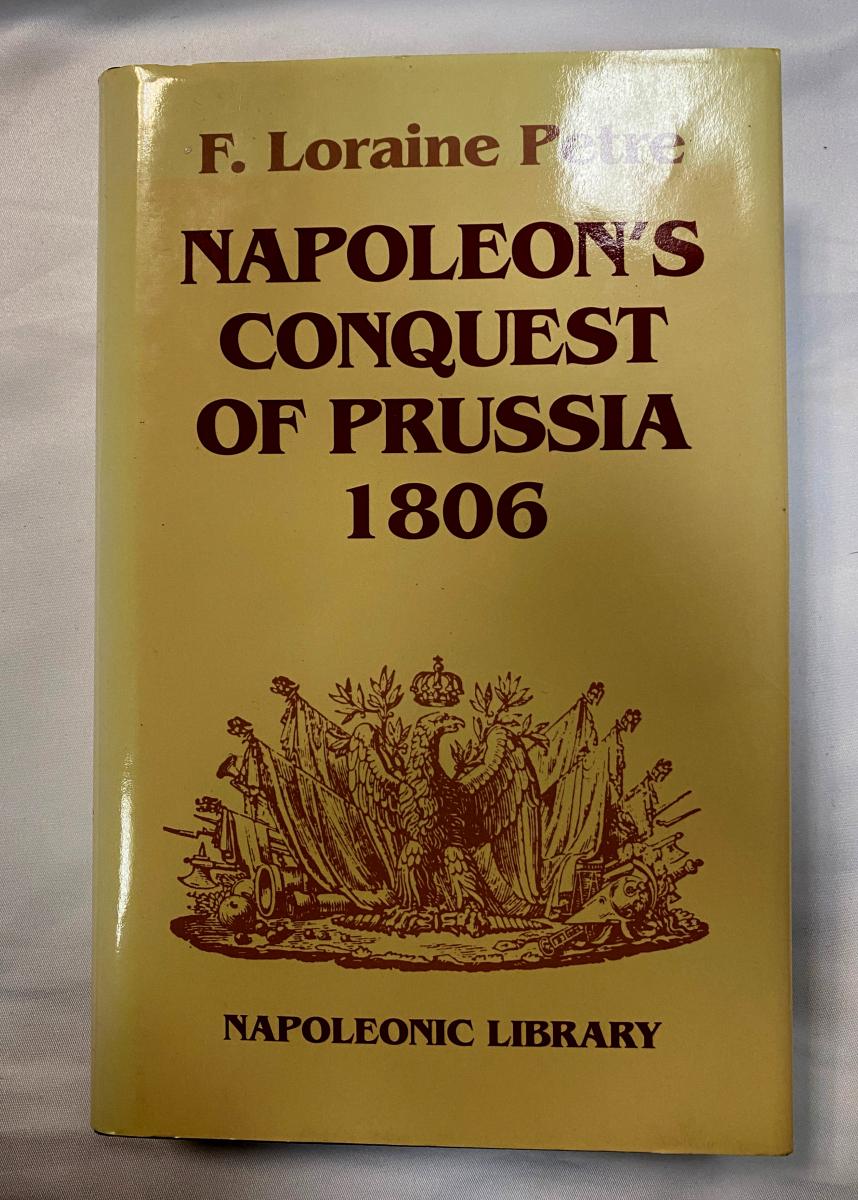 F. Loraine Petre
NAPOLEON'S
CONQUEST
OF PRUSSIA
1806
NAPOLEONIC LIBRARY